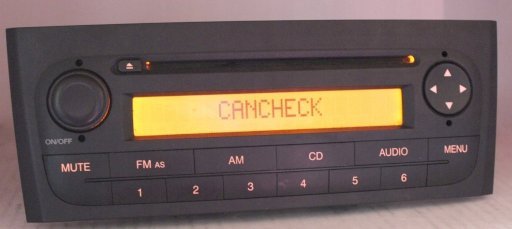 CANCHECK
ON/OFF
MUTE FM AS AM CD AUDIO MENU
1 2 3 4 5 6